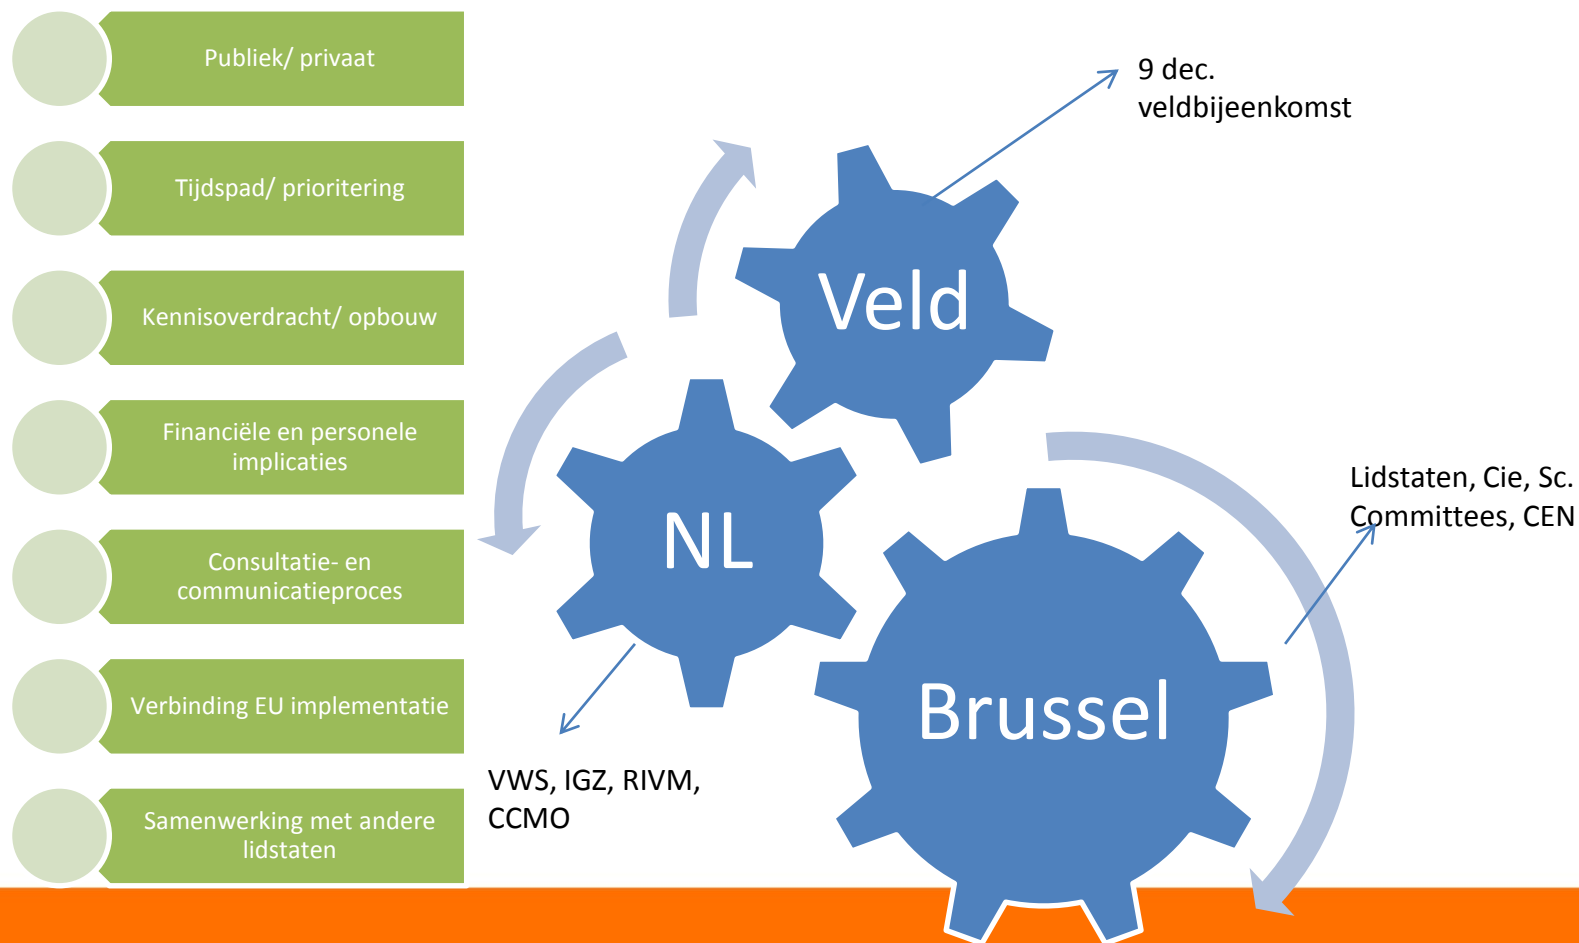 Publiek/ privaat
Tijdspad/ prioritering
Kennisoverdracht/ opbouw
Financiële en personele
implicaties
Consultatie- en
communicatieproces
Verbinding EU implementatie
Samenwerking met andere
lidstaten
9 dec.
veldbijeenkomst
Veld
NL
Brussel
Lidstaten, Cie, Sc.
Committees, CEN
VWS, IGZ, RIVM,
CCMO